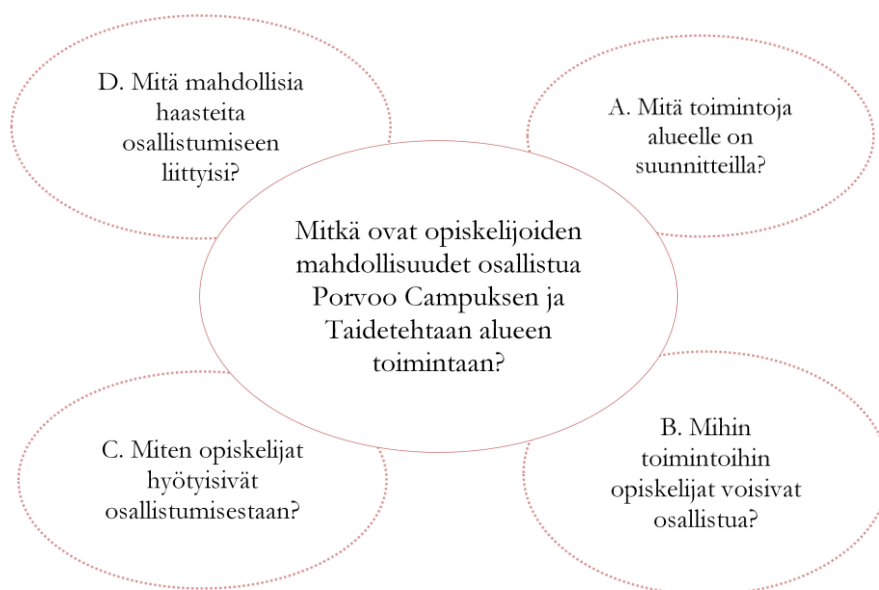 D. Mitä mahdollisia
haasteita
osallistumiseen
liittyisi?
A. Mitä toimintoja
alueelle on
suunnitteilla?
Mitkä ovat opiskelijoiden
mahdollisuudet osallistua
Porvoo Campuksen ja
Taidetehtaan alueen
toimintaan?
C. Miten opiskelijat
hyötyisivät
osallistumisestaan?
B. Mihin
toimintoihin
opiskelijat voisivat
osallistua?